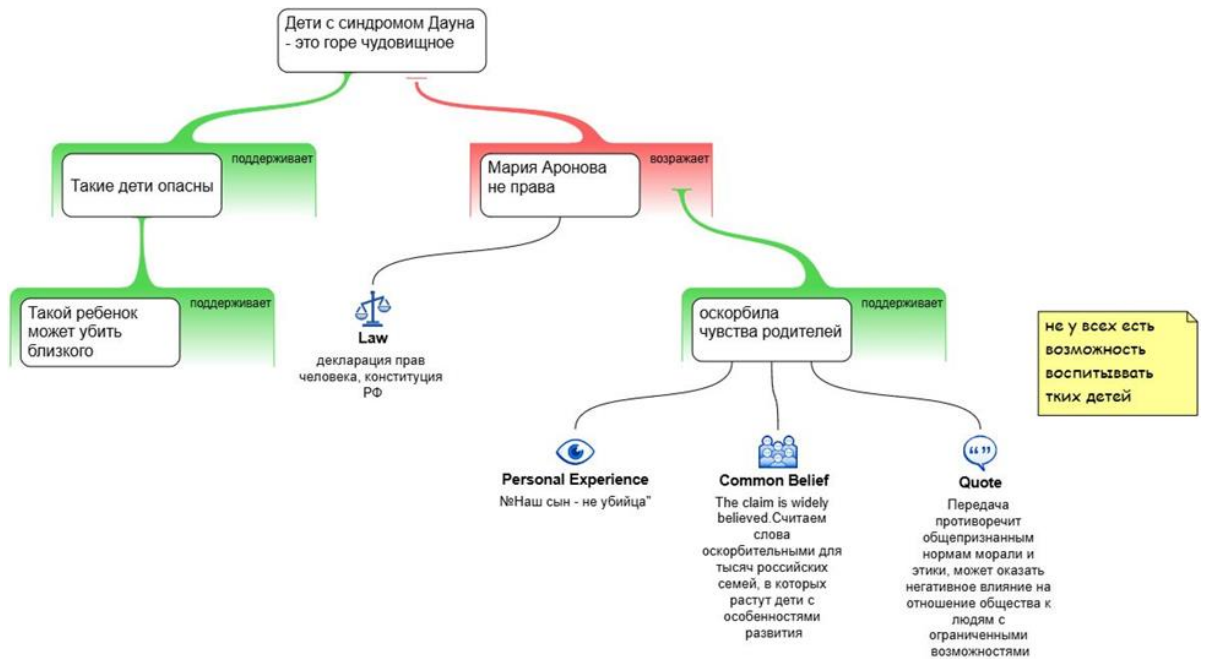 Дети с синдромом Дауна
- это горе чудовищное
поддерживает
Такие дети опасны
возражает
Мария Аронова
не права
поддерживает
Такой ребенок
может убить
близкого
Law
декларация прав
человека, конституция
РФ
поддерживает
оскорбила
чувства родителей
не у всех есть
возможность
воспитыввать
тких детей
Personal Experience
№Наш сын - не убийца"
Common Belief
The claim is widely
believed.Считаем
слова
оскорбительными для
тысяч российских
семей, в которых
растут дети с
особенностями
развития
Quote
Передача
противоречит
общепризнанным
нормам морали и
этики, может оказать
негативное влияние на
отношение общества к
людям с
ограниченными
возможностями